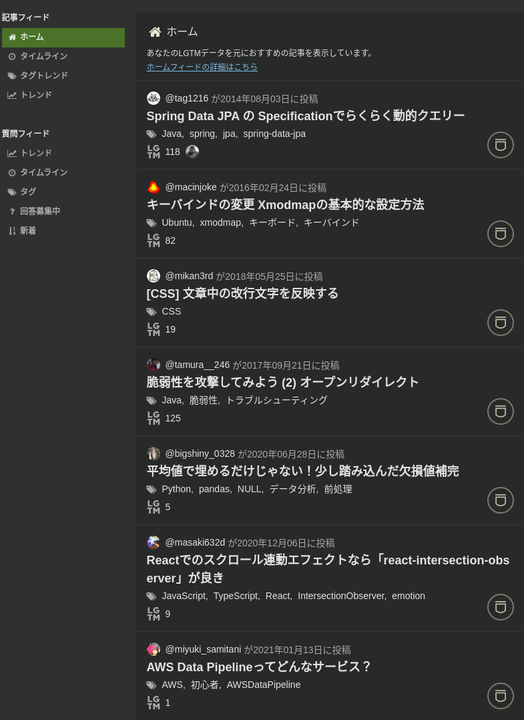 記事フィード
ホーム
タイムライン
タグトレンド
トレンド
質問フィード
トレンド
タイムライン
タグ
回答募集中
新着
ホーム
あなたのLGTMデータを元におすすめの記事を表示しています。
ホームフィードの詳細はこちら
@tag1216 が2014年08月03日に投稿
Spring Data JPA の Specificationでらくらく動的クエリー
Java, spring, jpa, spring-data-jpa
LGTM 118
@macinjoke が2016年02月24日に投稿
キーバインドの変更 Xmodmapの基本的な設定方法
Ubuntu, xmodmap, キーボード, キーバインド
LGTM 82
@mikan3rd が2018年05月25日に投稿
[CSS] 文章中の改行文字を反映する
CSS
LGTM 19
@tamura__246 が2017年09月21日に投稿
脆弱性を攻撃してみよう (2) オープンリダイレクト
Java, 脆弱性, トラブルシューティング
LGTM 125
@bigshiny_0328 が2020年06月28日に投稿
平均値で埋めるだけじゃない！少し踏み込んだ欠損値補完
Python, pandas, NULL, データ分析, 前処理
LGTM 5
@masaki632d が2020年12月06日に投稿
Reactでのスクロール連動エフェクトなら「react-intersection-obs
erver」が良き
JavaScript, TypeScript, React, IntersectionObserver, emotion
LGTM 9
@miyuki_samitani が2021年01月13日に投稿
AWS Data Pipelineってどんなサービス？
AWS, 初心者, AWSDataPipeline
LGTM 1